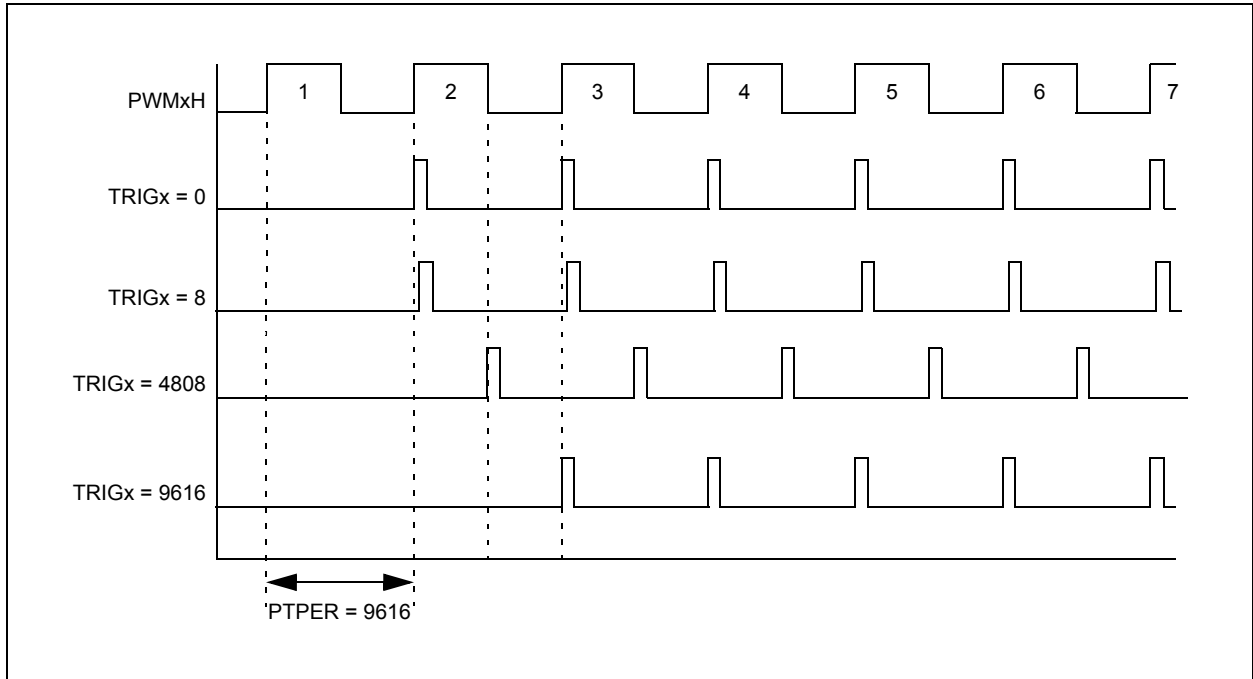 PWMxH
1 2 3 4 5 6 7
TRIGx = 0
TRIGx = 8
TRIGx = 4808
TRIGx = 9616
PTPER = 9616